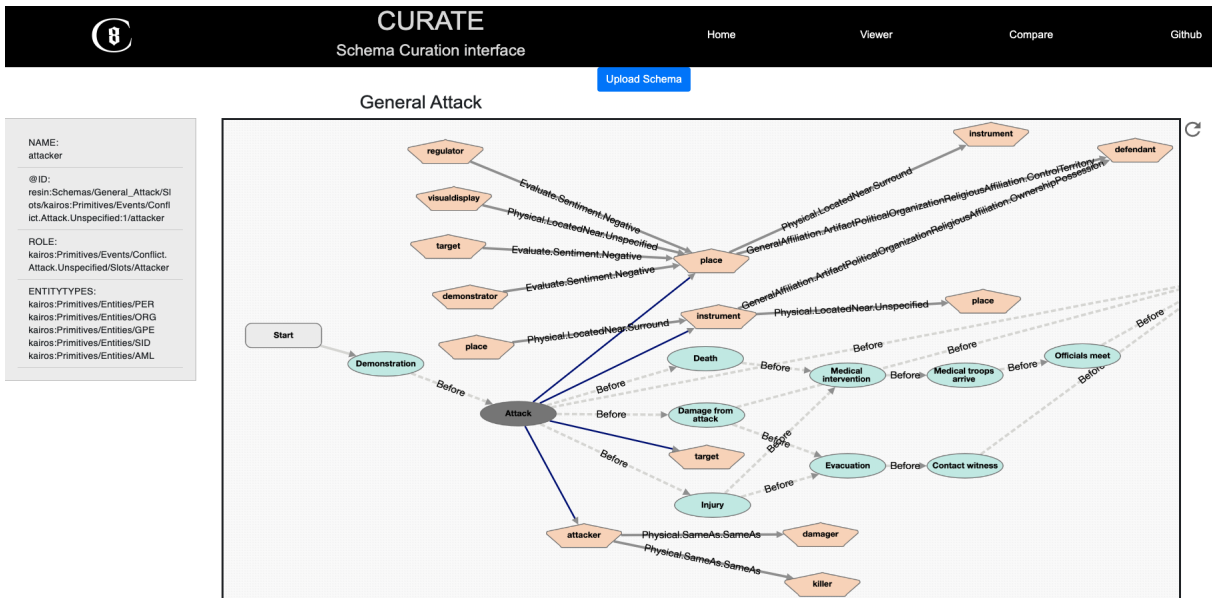 CURATE
Schema Curation interface
Home
Viewer
Compare
Github
Upload Schema
General Attack
NAME:
attacker
@ID:
resin:Schemas/General_Attack/Sl
ots/kairos:Primitives/Events/Confl
ict.Attack.Unspecified:1/attacker
ROLE:
kairos:Primitives/Events/Conflict.
Attack.Unspecified/Slots/Attacker
ENTITYTYPES:
kairos:Primitives/Entities/PER
kairos:Primitives/Entities/ORG
kairos:Primitives/Entities/GPE
kairos:Primitives/Entities/SID
kairos:Primitives/Entities/AML
regulator
instrument
defendant
Evaluate.Sentiment.Negative
visualdisplay
Physical.LocatedNear.Surround
GeneralAffiliation.ArtifactPoliticalOrganizationReligiousAffiliation.ControlTerritory
Physical.LocatedNear.Unspecified
target
Evaluate.Sentiment.Negative
place
GeneralAffiliation.ArtifactPoliticalOrganizationReligiousAffiliation.OwnershipPossession
demonstrator
Evaluate.Sentiment.Negative
instrument
Physical.LocatedNear.Unspecified
place
Start
place
Physical.LocatedNear.Surround
Before
Demonstration
Death
Before
Before
Before
Officials meet
Before
Before
Medical
intervention
Before
Medical troops
arrive
Before
Before
Before
Attack
Before
Damage from
attack
Before
Before
Before
target
Evacuation
Before
Contact witness
Before
Injury
attacker
Physical.SameAs.SameAs
damager
Physical.SameAs.SameAs
killer